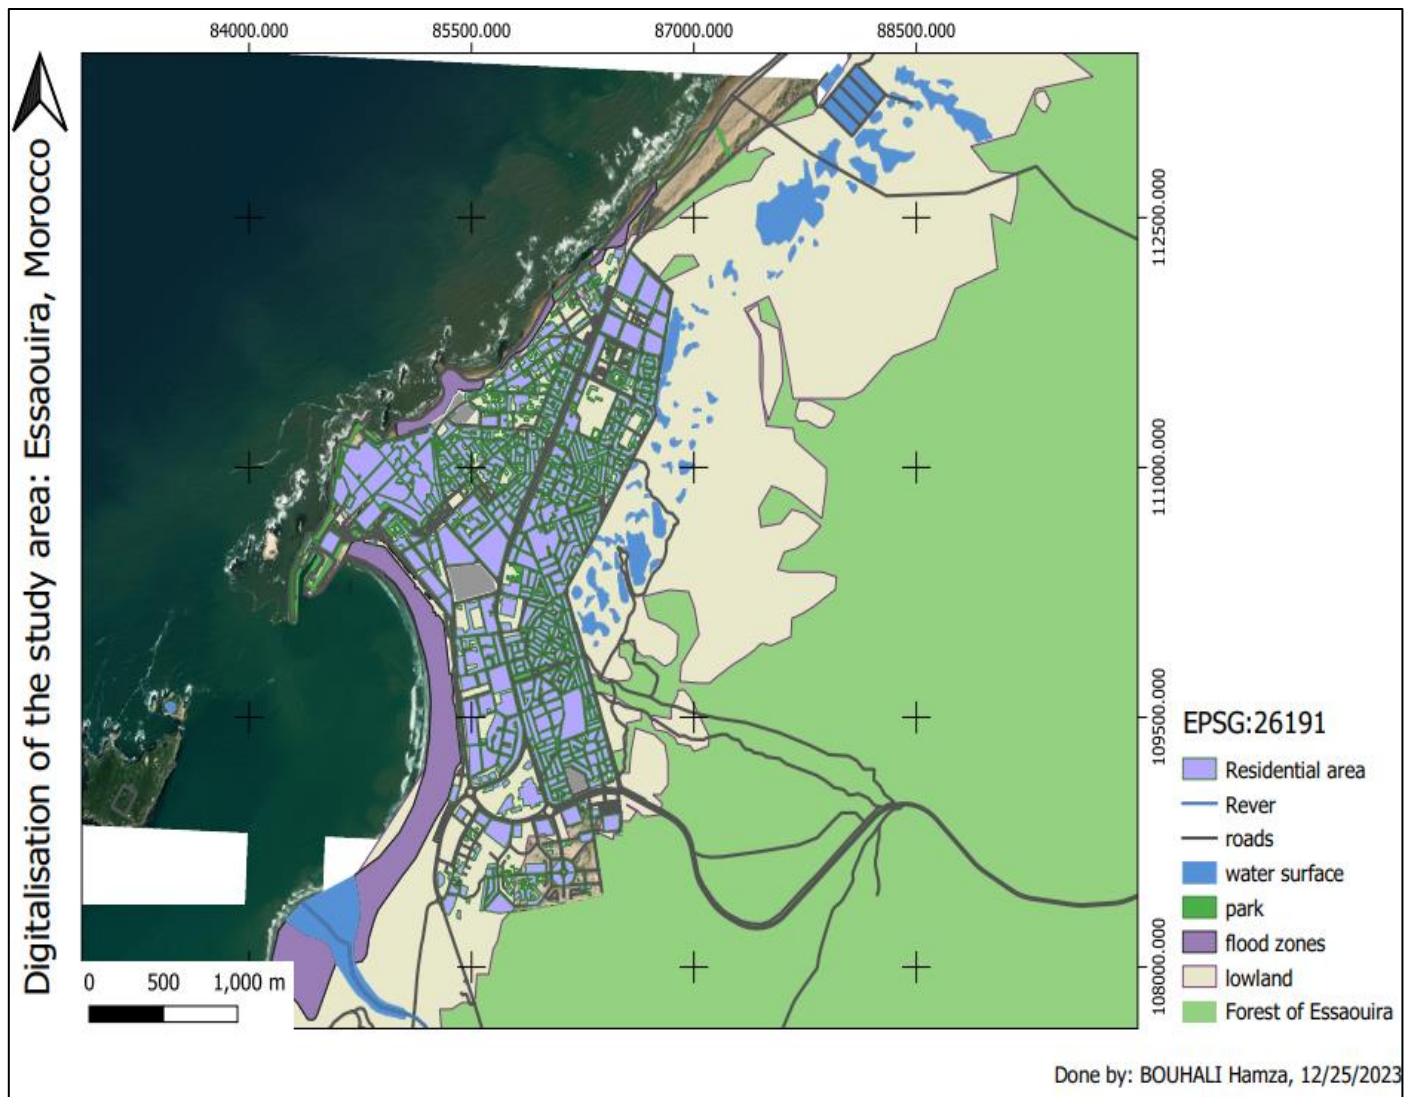 84000.000 85500.000 87000.000 88500.000
Digitalisation of the study area: Essaouira, Morocco
112500.000
111000.000
109500.000
108000.000
EPSG:26191
Residential area
Rever
roads
water surface
park
flood zones
lowland
Forest of Essaouira
0 500 1,000 m
Done by: BOUHALI Hamza, 12/25/2023